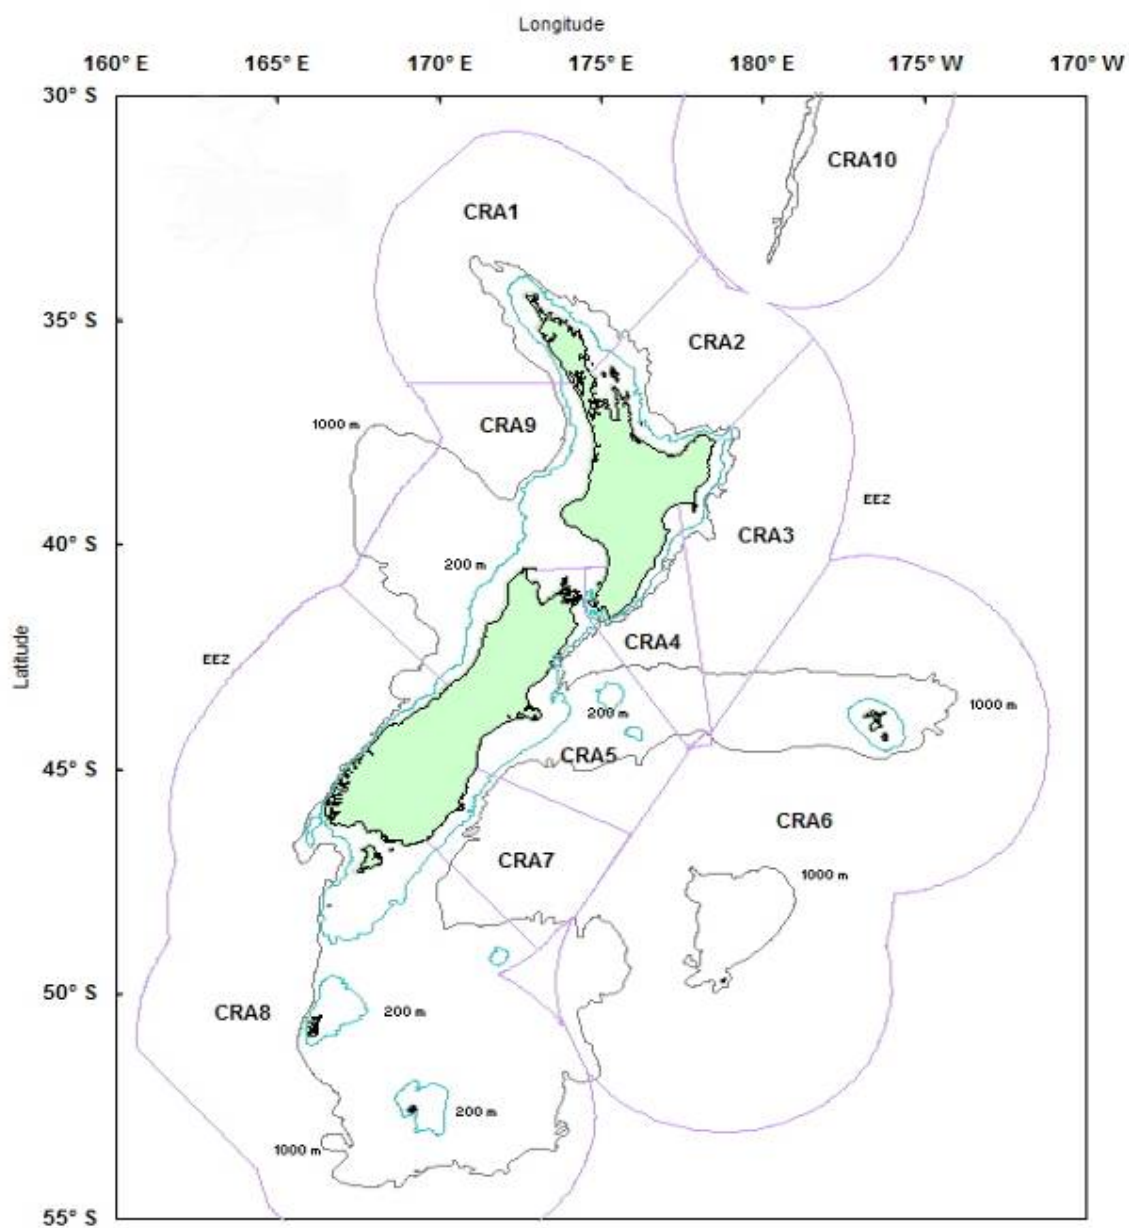 Longitude
160° E 165° E 170° E 175° E 180° E 175° W 170° W
30° S
CRA10
CRA1
35° S
CRA2
CRA9
1000 m
EEZ
CRA3
40° S
200 m
CRA4
EEZ
Latitude
1000 m
200 m
CRA5
45° S
CRA6
CRA7
1000 m
50° S
CRA8
200 m
200 m
1000 m
55° S